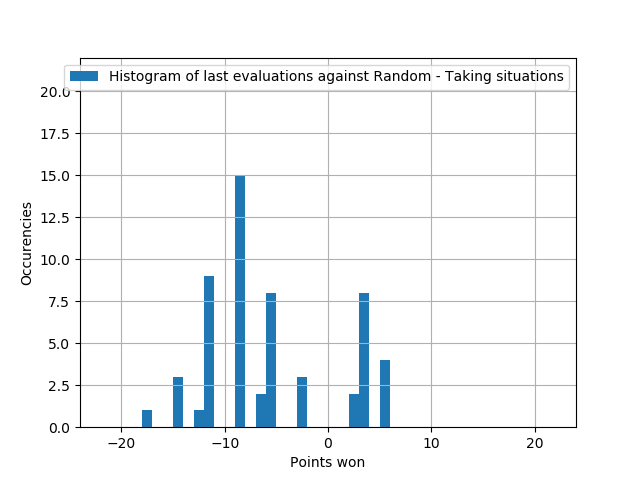 Histogram of last evaluations against Random - Taking situations
20.0
17.5
15.0
12.5
10.0
7.5
5.0
2.5
0.0
Occurencies
−20 −10 0 10 20
Points won